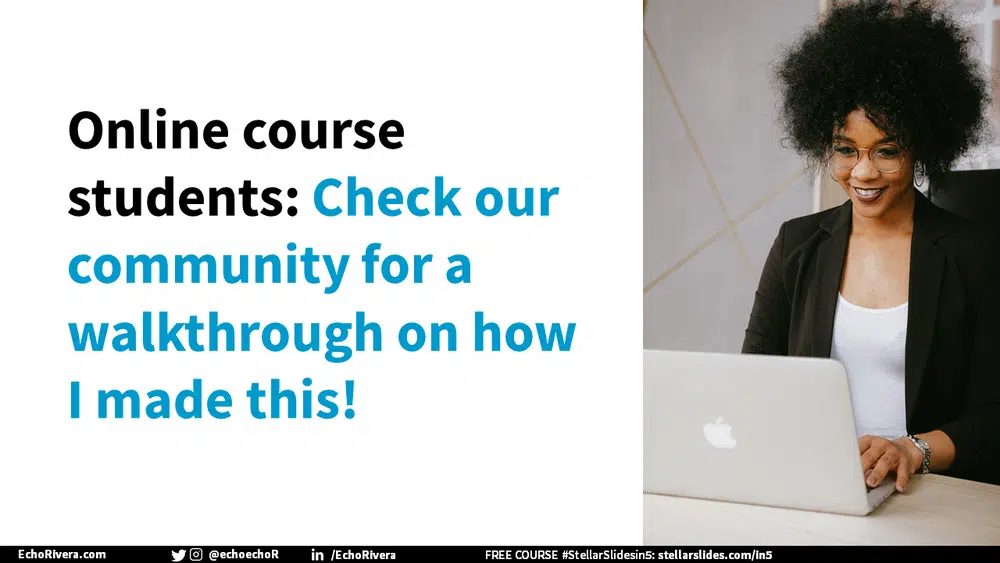 Online course
students: Check our
community for a
walkthrough on how
I made this!
EchoRivera.com @echoechoR /EchoRivera FREE COURSE #StellarSlidesin5: stellarslides.com/in5